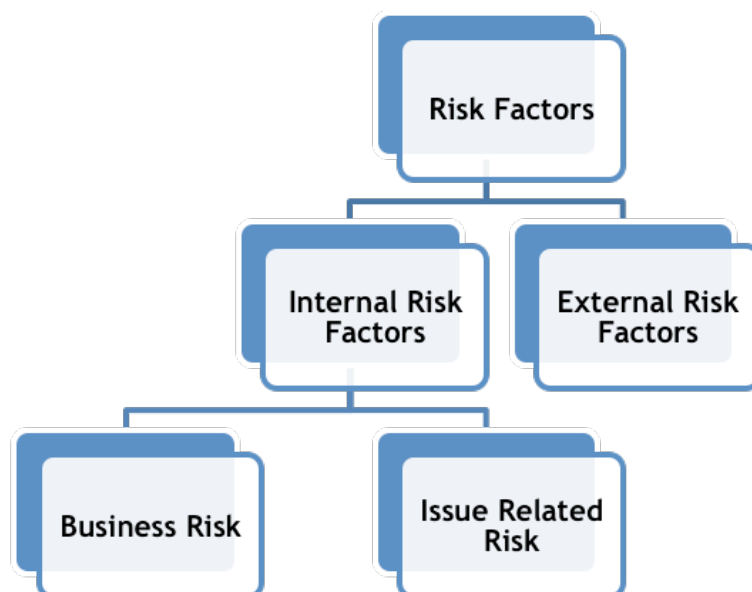 Risk Factors
Internal Risk
Factors
External Risk
Factors
Business Risk
Issue Related
Risk